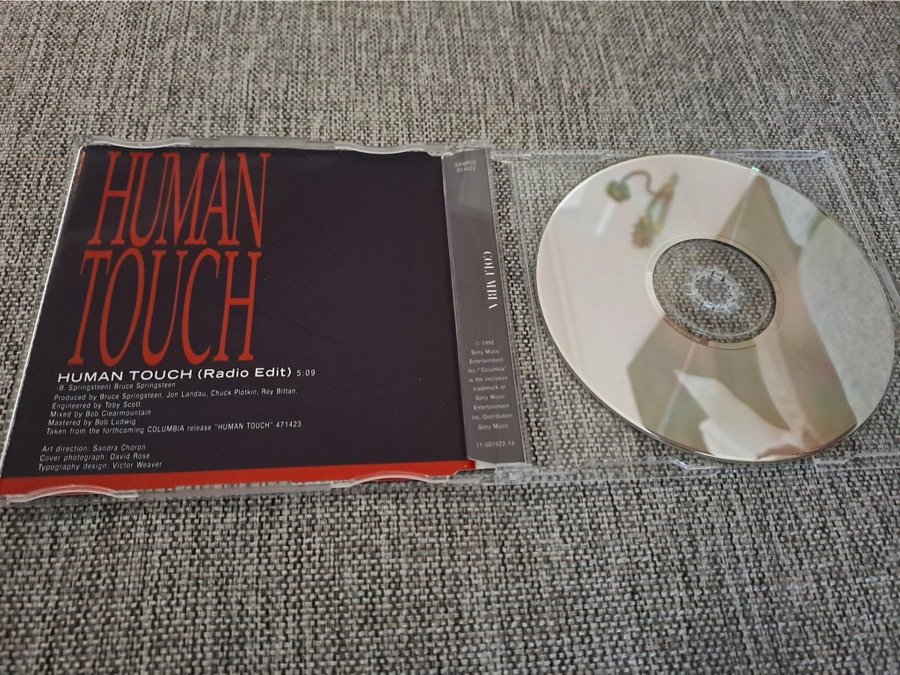 HUMAN
TOUCH
HUMAN TOUCH (Radio Edit) 5:09
(B. Springsteen) Bruce Springsteen
Produced by Bruce Springsteen, Jon Landau, Chuck Plotkin, Roy Bittan.
Engineered by Toby Scott.
Mixed by Bob Clearmountain
Mastered by Bob Ludwig
Taken from the forthcoming COLUMBIA release "HUMAN TOUCH" 471423
Art direction: Sandra Choron
Cover photograph: David Rose
Typography design: Victor Weaver
SAMPCD
001622
COLUMBIA
© 1992
Sony Music
Entertainment
Inc/"Columbia"
is the exclusive
trademark of
Sony Music
Entertainment
Inc/Distribution
Sony Music
11-001622-14